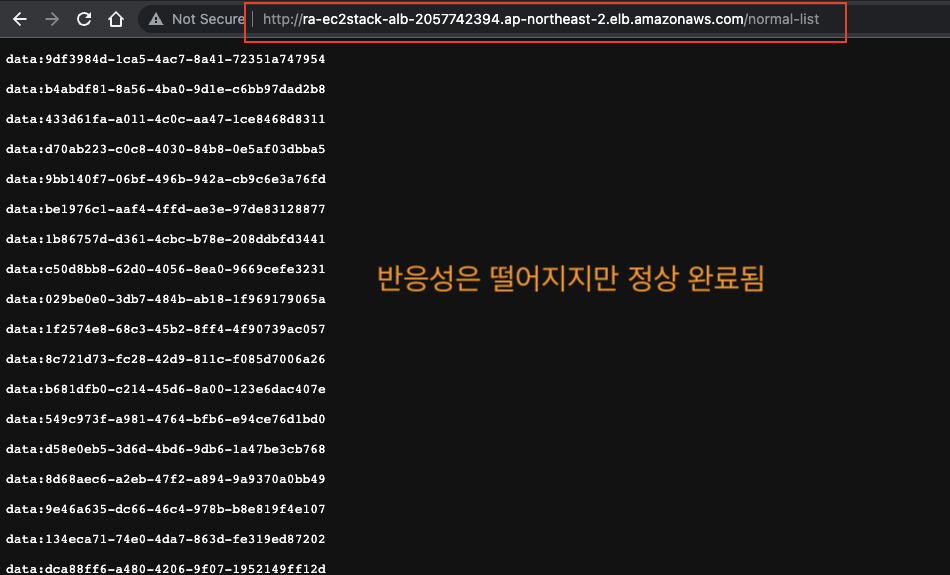 Not Secure | http://ra-ec2stack-alb-2057742394.ap-northeast-2.elb.amazonaws.com/normal-list
data:9df3984d-1ca5-4ac7-8a41-72351a747954
data:b4abdf81-8a56-4ba0-9d1e-c6bb97dad2b8
data:433d61fa-a011-4c0c-aa47-1ce8468d8311
data:d70ab223-c0c8-4030-84b8-0e5af03dbba5
data:9bb140f7-06bf-496b-942a-cb9c6e3a76fd
data:be1976c1-aaf4-4ffd-ae3e-97de83128877
data:1b86757d-d361-4cbc-b78e-208ddbfd3441
data:c50d8bb8-62d0-4056-8ea0-9669cefe3231
반응성은 떨어지지만 정상 완료됨
data:029be0e0-3db7-484b-ab18-1f969179065a
data:1f2574e8-68c3-45b2-8ff4-4f90739ac057
data:8c721d73-fc28-42d9-811c-f085d7006a26
data:b681dfb0-c214-45d6-8a00-123e6dac407e
data:549c973f-a981-4764-bfb6-e94ce76d1bd0
data:d58e0eb5-3d6d-4bd6-9db6-1a47be3cb768
data:8d68aec6-a2eb-47f2-a894-9a9370a0bb49
data:9e46a635-dc66-46c4-978b-b8e819f4e107
data:134eca71-74e0-4da7-863d-fe319ed87202
data:dca88ff6-a480-4206-9f07-1952149ff12d